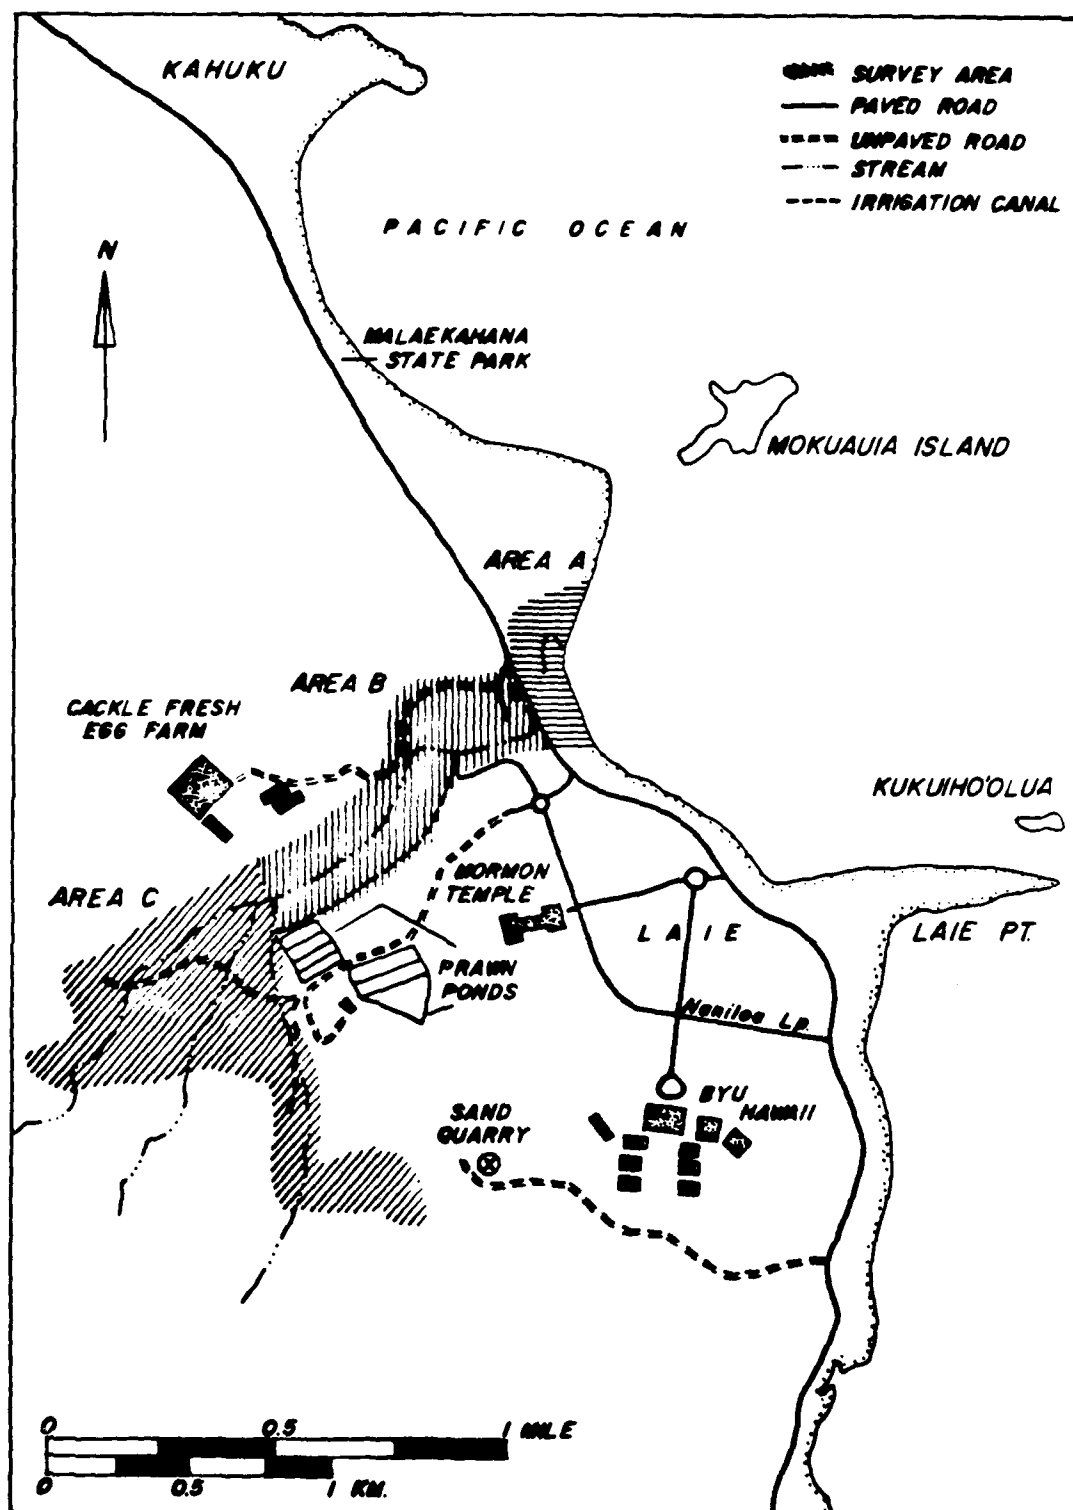 KAHUKU
SURVEY AREA
PAVED ROAD
UNPAVED ROAD
STREAM
IRRIGATION CANAL
PACIFIC OCEAN
N
MALAEKAHANA
STATE PARK
MOKUAUIA ISLAND
AREA A
AREA B
CACKLE FRESH
EGG FARM
KUKUIHO'OLUA
AREA C
MORMON
TEMPLE
LAIE
LAIE PT.
PRAWN
PONDS
Naniloa Lp.
BYU
HAWAII
SAND
QUARRY
0 0.5 1 MILE
0 0.5 1 KM.